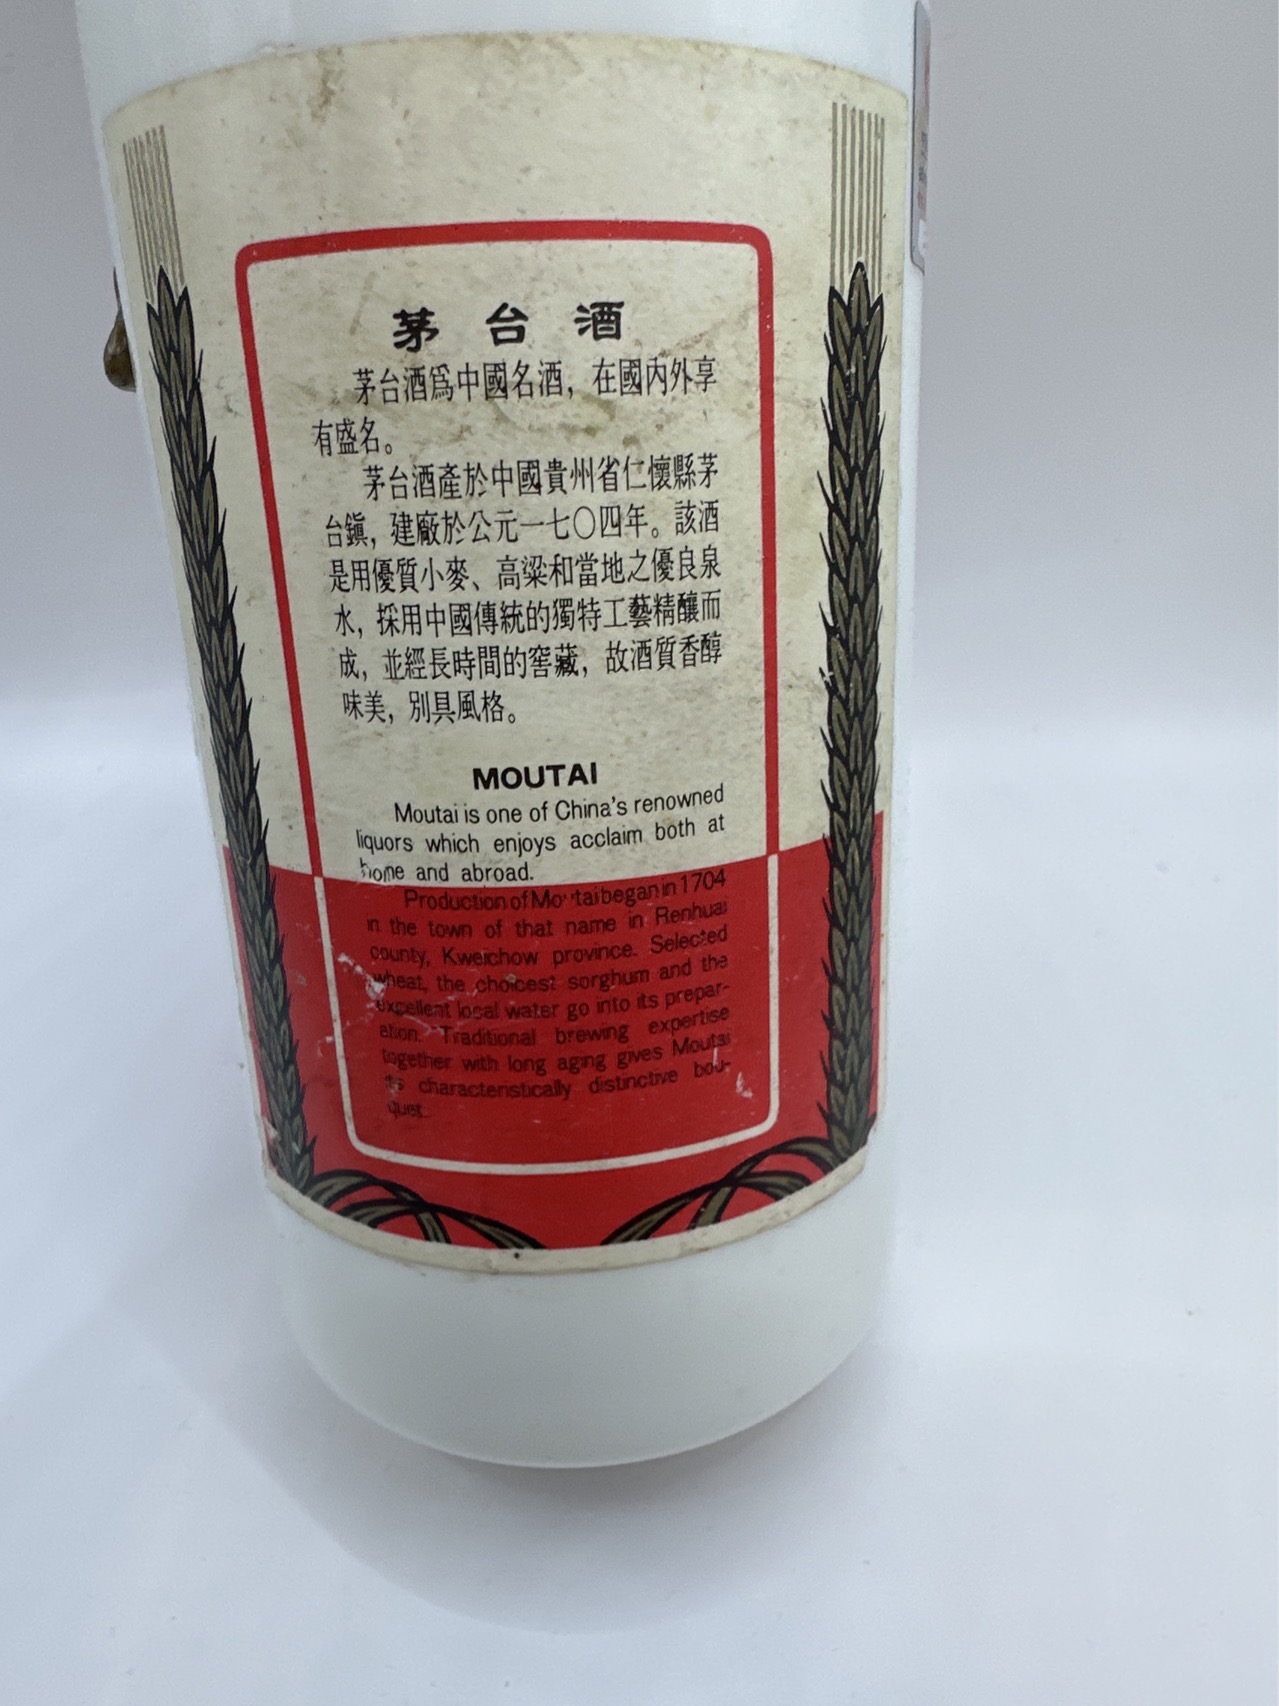 茅台酒
茅台酒爲中國名酒，在國內外享
有盛名。
茅台酒產於中國貴州省仁懷縣茅
台鎭，建廠於公元一七〇四年。該酒
是用優質小麥、高粱和當地之優良泉
水，採用中國傳統的獨特工藝精釀而
成，並經長時間的窖藏，故酒質香醇
味美，別具風格。
MOUTAI
Moutai is one of China's renowned
liquors which enjoys acclaim both at
home and abroad.
Production of Moutai began in 1704
in the town of that name in Renhuai
county, Kweichow province. Selected
wheat, the choicest sorghum and the
excellent local water go into its prepar-
ation. Traditional brewing expertise
together with long aging gives Moutai
its characteristically distinctive bou-
quet.